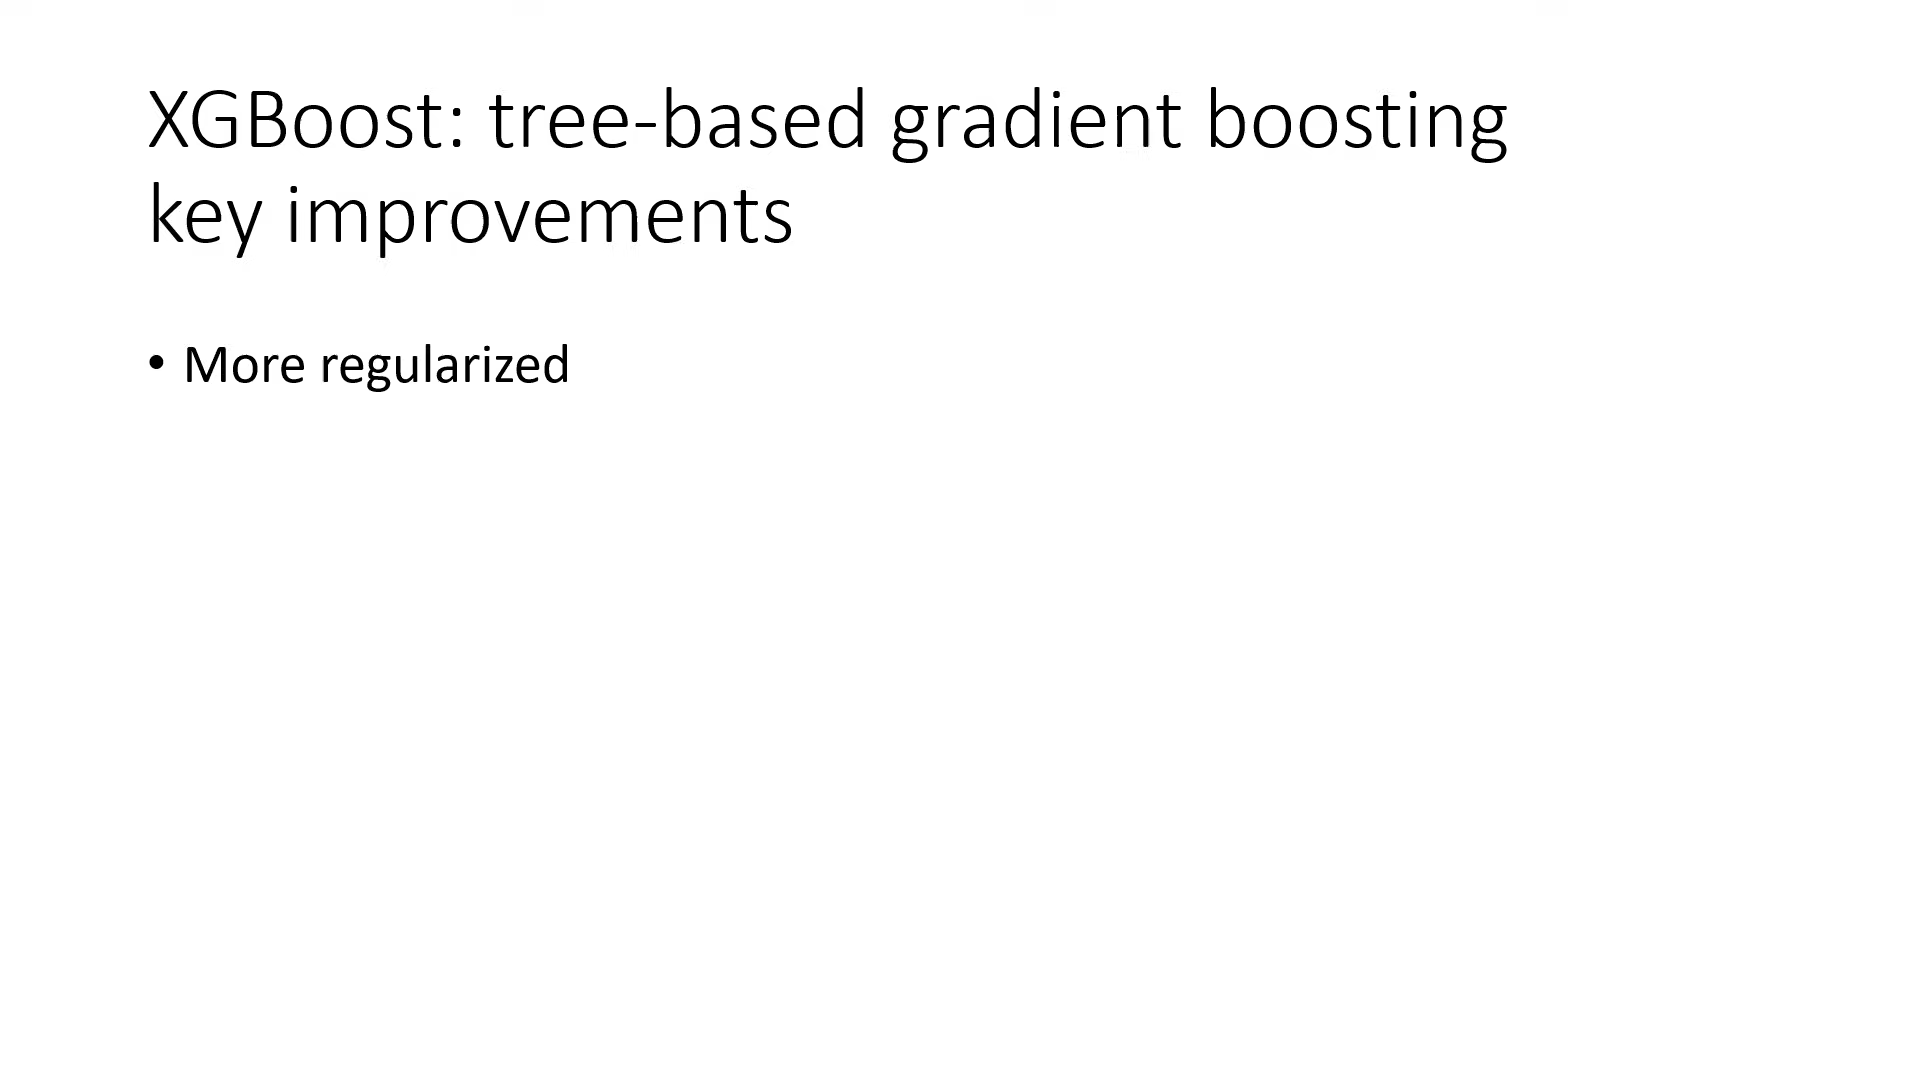 XGBoost: tree-based gradient boosting
key improvements
• More regularized